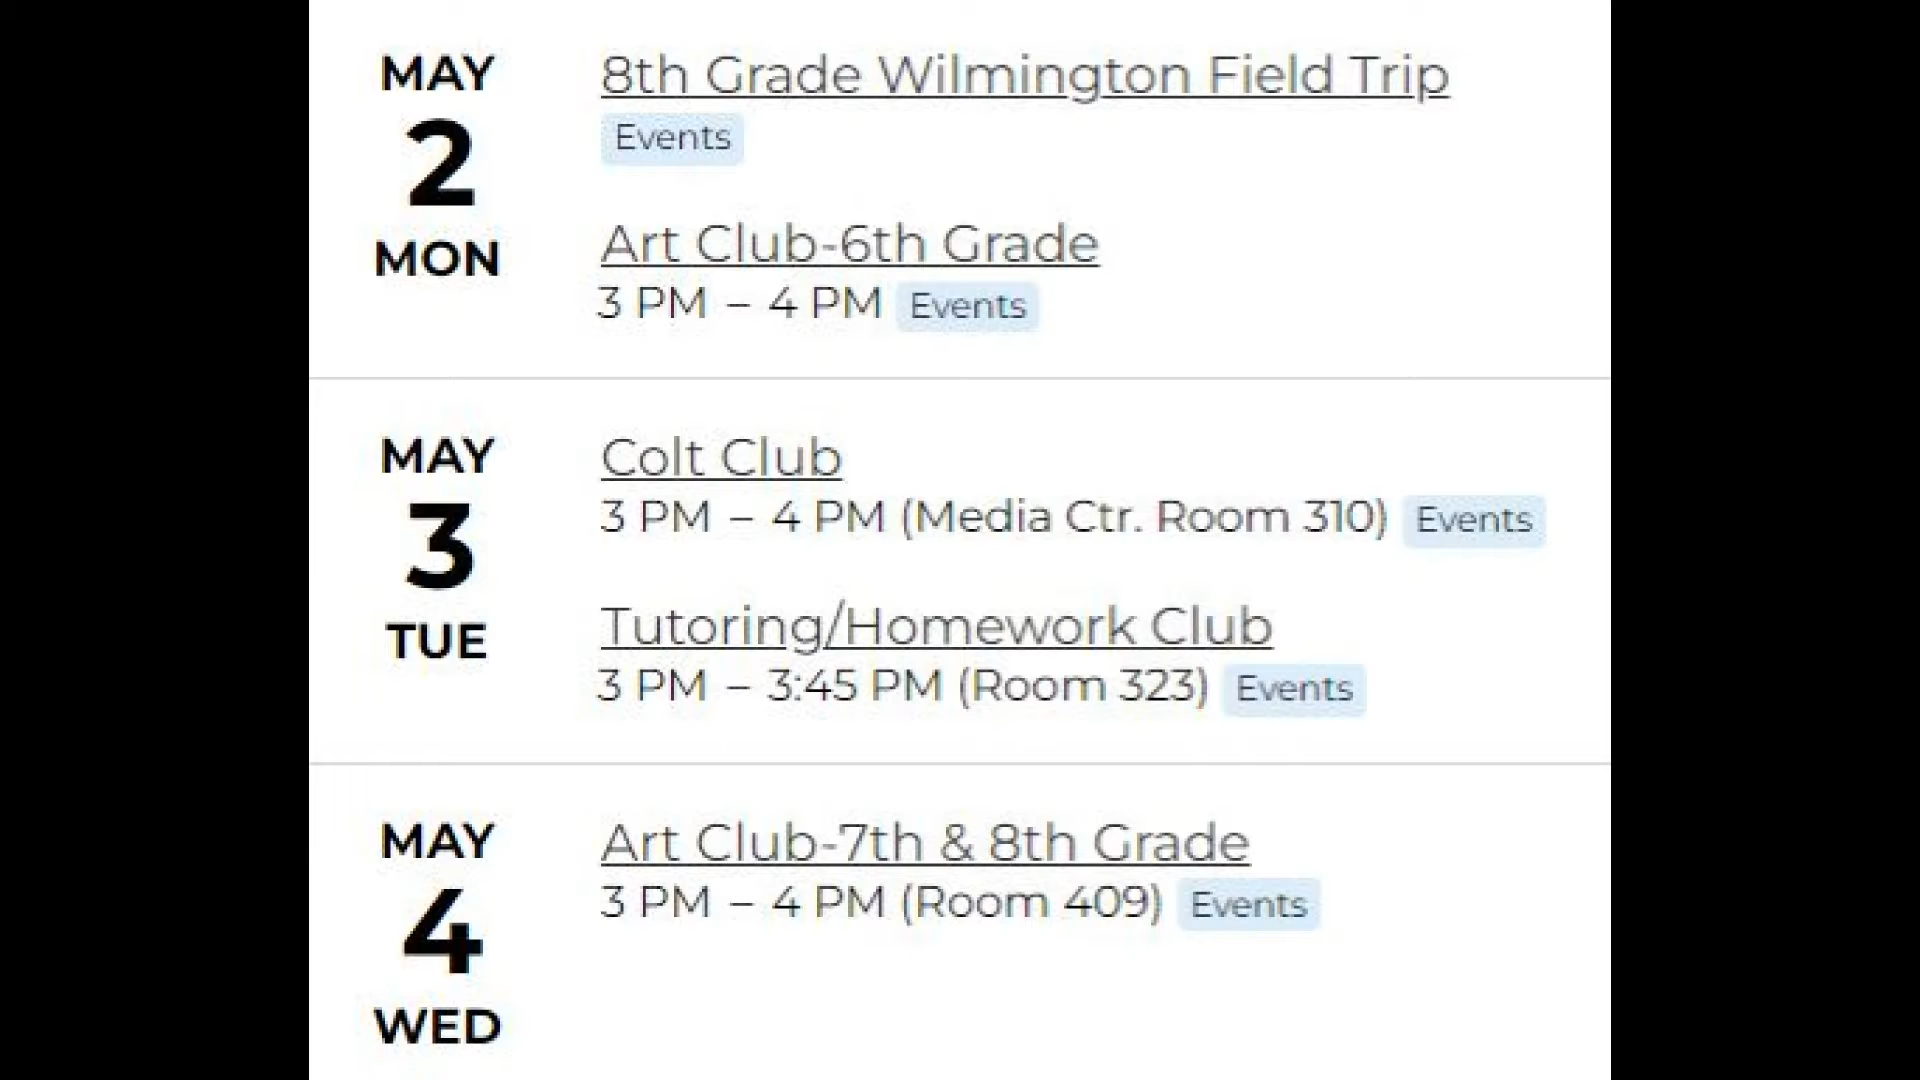 MAY
2
MON
8th Grade Wilmington Field Trip
Events
Art Club-6th Grade
3 PM – 4 PM Events
MAY
3
TUE
Colt Club
3 PM – 4 PM (Media Ctr. Room 310) Events
Tutoring/Homework Club
3 PM – 3:45 PM (Room 323) Events
MAY
4
WED
Art Club-7th & 8th Grade
3 PM – 4 PM (Room 409) Events